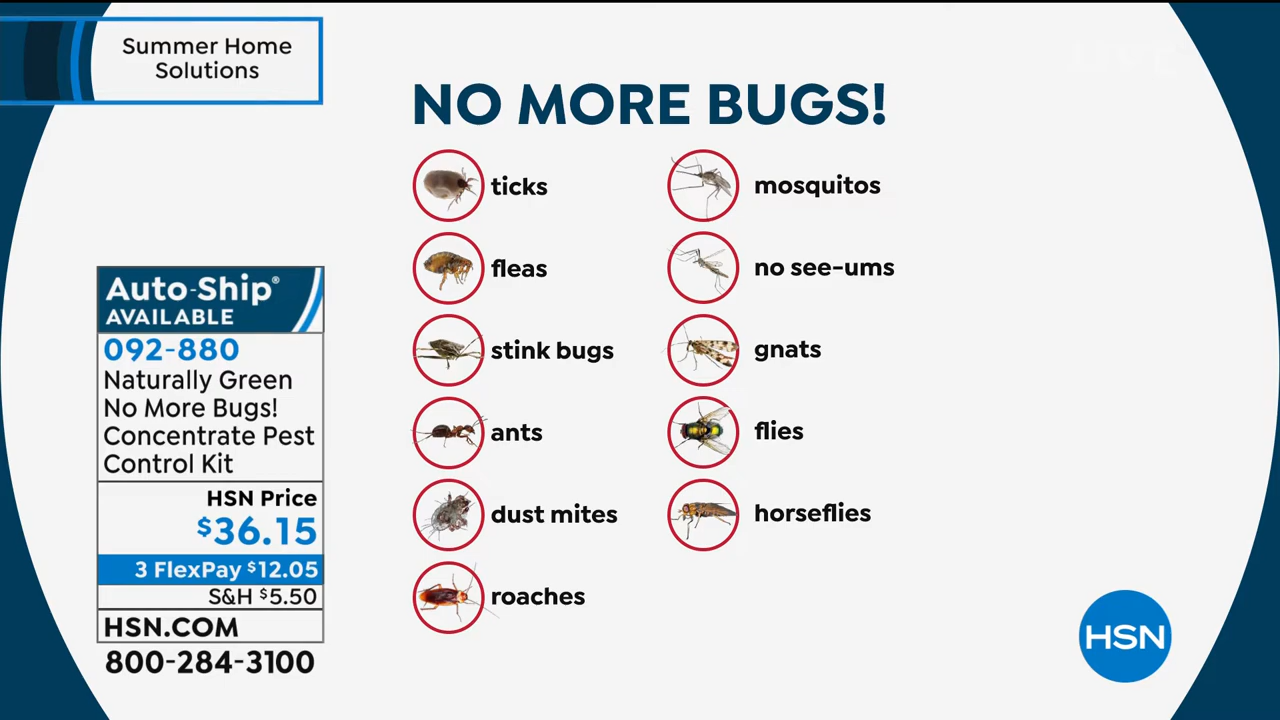 Summer Home
Solutions
NO MORE BUGS!
ticks
fleas
stink bugs
ants
dust mites
roaches
mosquitos
no see-ums
gnats
flies
horseflies
Auto-Ship®
AVAILABLE
092-880
Naturally Green
No More Bugs!
Concentrate Pest
Control Kit
HSN Price
$36.15
3 FlexPay $12.05
S&H $5.50
HSN.COM
800-284-3100
HSN